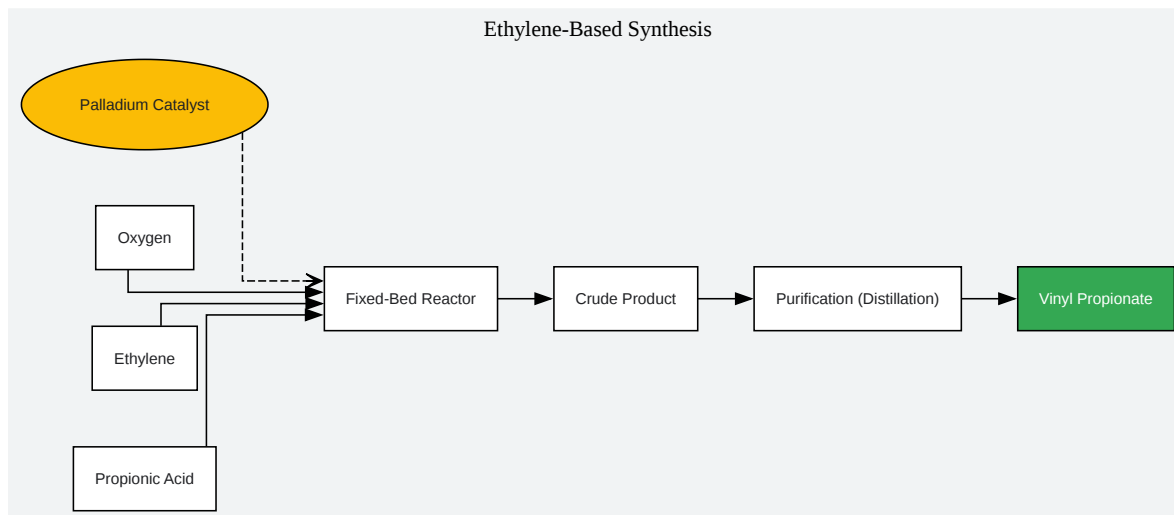 Ethylene-Based Synthesis
Palladium Catalyst
Oxygen
Ethylene
Propionic Acid
Fixed-Bed Reactor
Crude Product
Purification (Distillation)
Vinyl Propionate